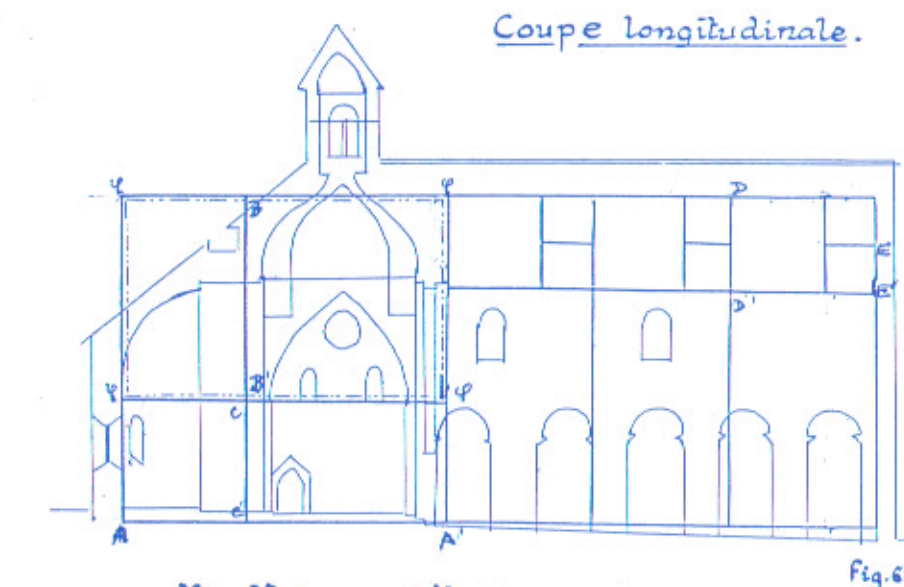 Coupe longitudinale.
φ B φ D
E
E
D'
φ B' φ
C
C'
A A'
Fig.6